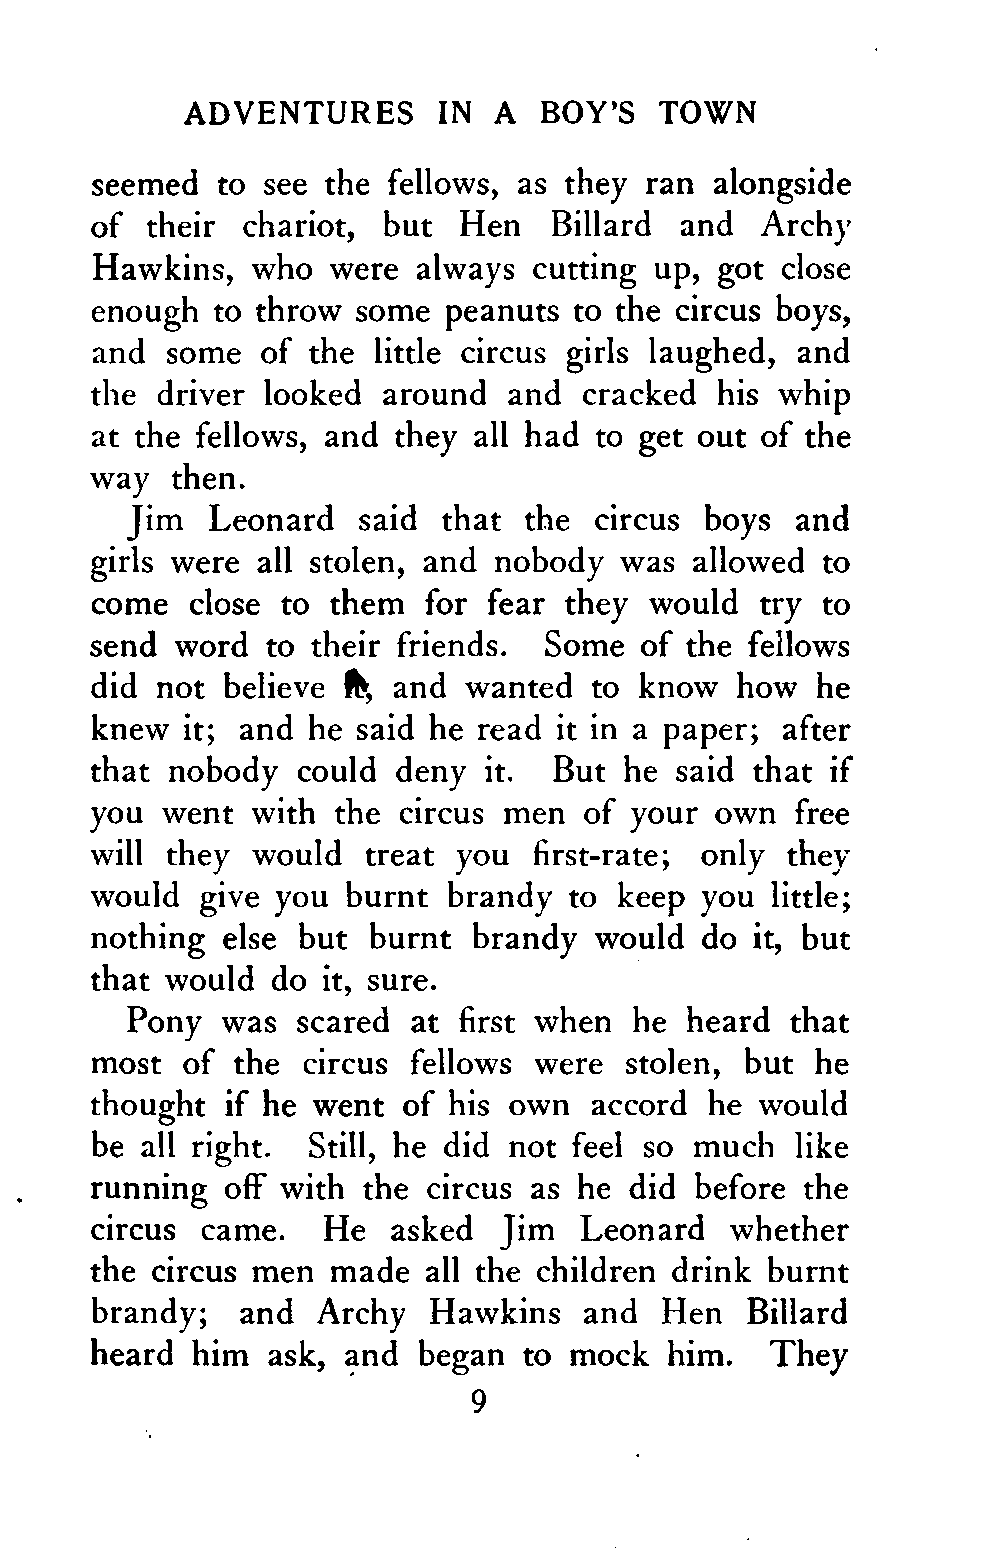 ADVENTURES IN A BOY'S TOWN
seemed to see the fellows, as they ran alongside
of their chariot, but Hen Billard and Archy
Hawkins, who were always cutting up, got close
enough to throw some peanuts to the circus boys,
and some of the little circus girls laughed, and
the driver looked around and cracked his whip
at the fellows, and they all had to get out of the
way then.
Jim Leonard said that the circus boys and
girls were all stolen, and nobody was allowed to
come close to them for fear they would try to
send word to their friends. Some of the fellows
did not believe , and wanted to know how he
knew it; and he said he read it in a paper; after
that nobody could deny it. But he said that if
you went with the circus men of your own free
will they would treat you first-rate; only they
would give you burnt brandy to keep you little;
nothing else but burnt brandy would do it, but
that would do it, sure.
Pony was scared at first when he heard that
most of the circus fellows were stolen, but he
thought if he went of his own accord he would
be all right. Still, he did not feel so much like
running off with the circus as he did before the
circus came. He asked Jim Leonard whether
the circus men made all the children drink burnt
brandy; and Archy Hawkins and Hen Billard
heard him ask, and began to mock him. They
9